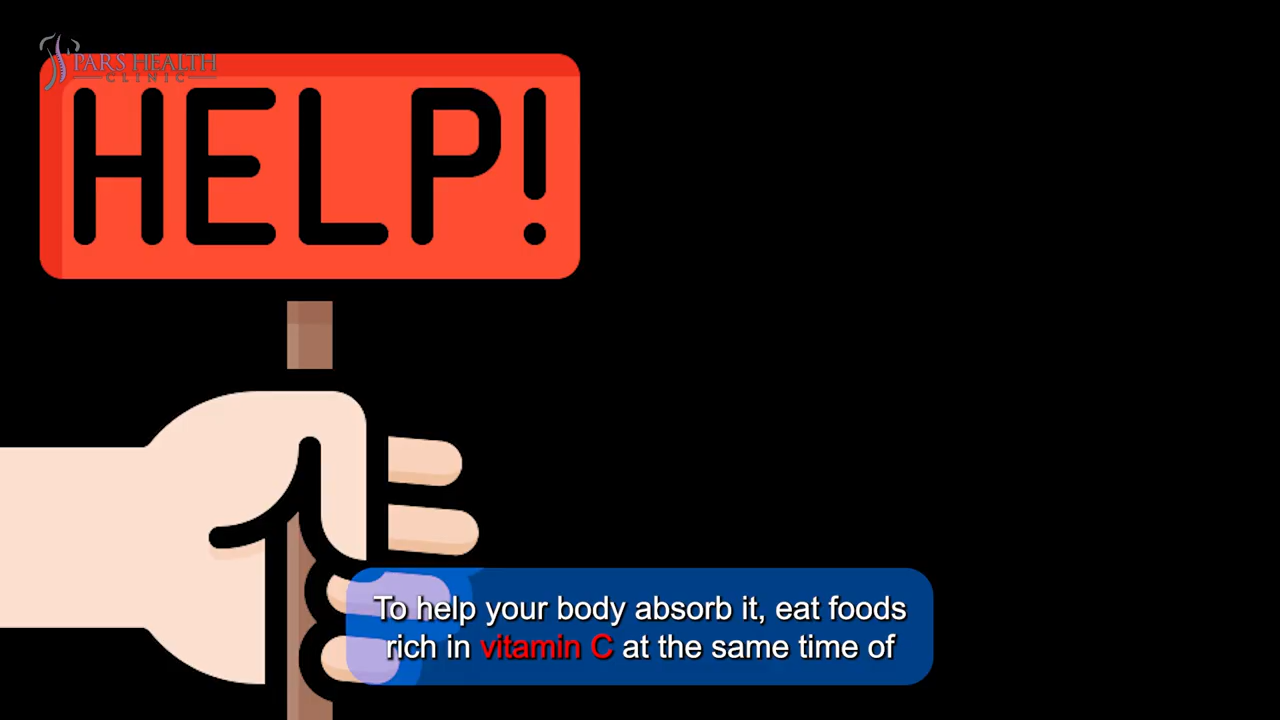 PARS HEALTH
CLINIC
HELP!
To help your body absorb it, eat foods
rich in vitamin C at the same time of